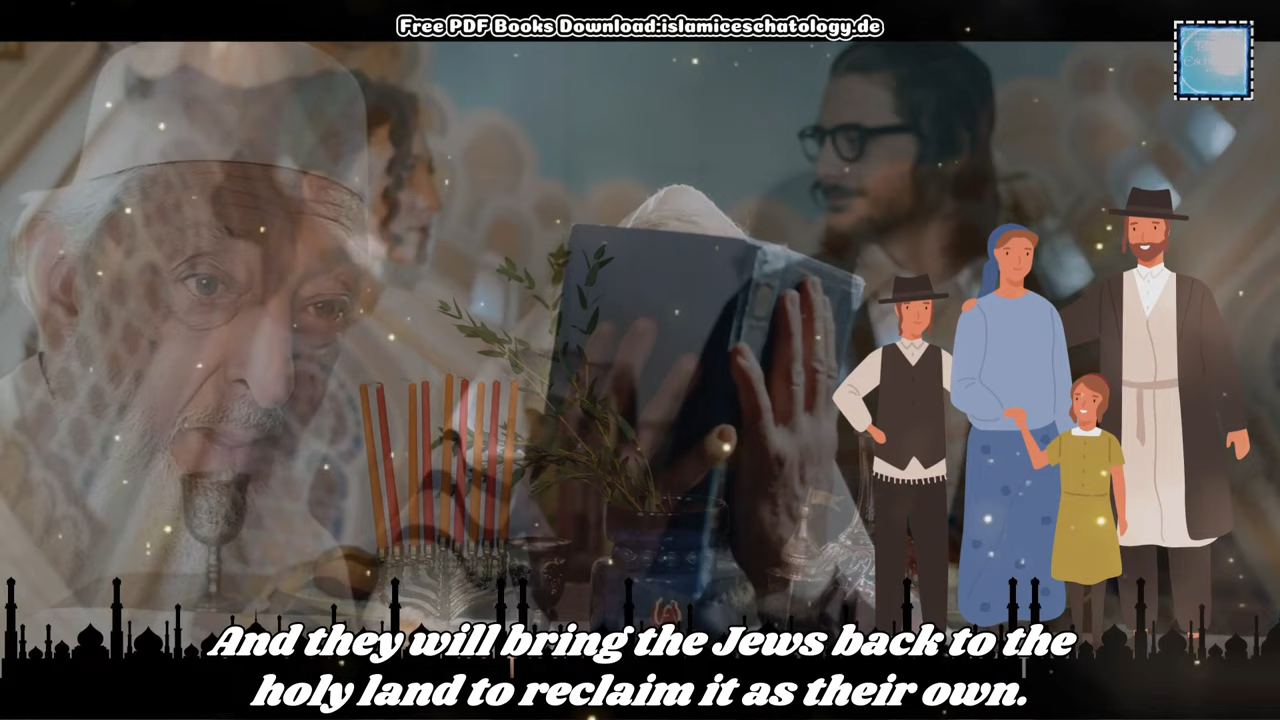 Free PDF Books Download:islamiceschatology.de
And they will bring the Jews back to the
holy land to reclaim it as their own.